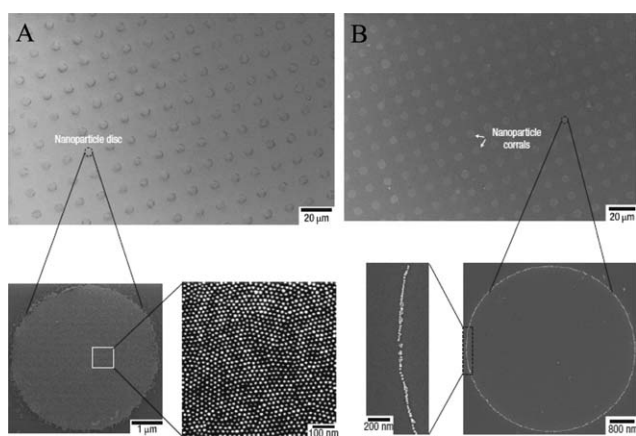 A
B
Nanoparticle disc
Nanoparticle
corrals
20 μm
20 μm
1 μm
100 nm
200 nm
800 nm